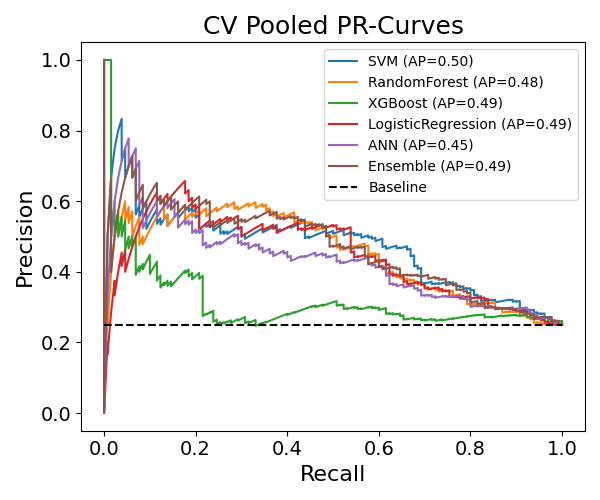 CV Pooled PR-Curves
Precision
1.0
0.8
0.6
0.4
0.2
0.0
SVM (AP=0.50)
RandomForest (AP=0.48)
XGBoost (AP=0.49)
LogisticRegression (AP=0.49)
ANN (AP=0.45)
Ensemble (AP=0.49)
Baseline
0.0 0.2 0.4 0.6 0.8 1.0
Recall